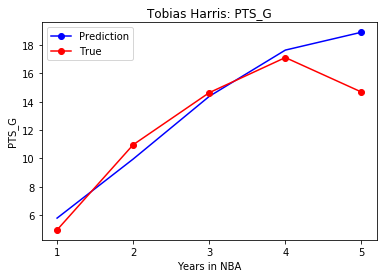 Tobias Harris: PTS_G
Prediction
True
18
16
14
12
10
8
6
PTS_G
1 2 3 4 5
Years in NBA